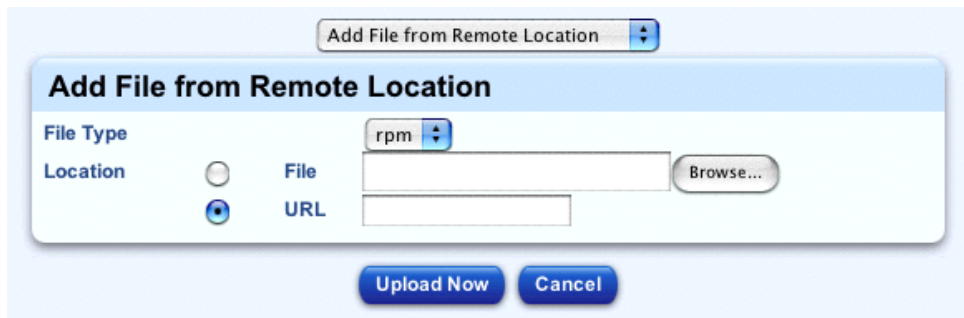 Add File from Remote Location
Add File from Remote Location
File Type rpm
Location File Browse...
URL
Upload Now Cancel